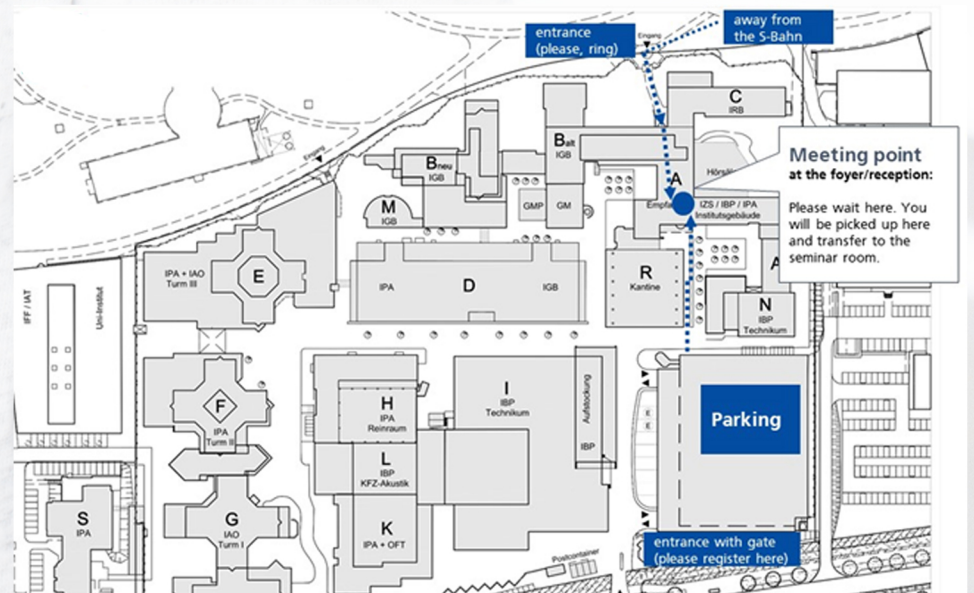 entrance
(please, ring)
away from
the S-Bahn
Eingang
C
IRB
Eingang
B alt
IGB
B neu
IGB
M
IGB
GMP
GM
A
Meeting point
at the foyer/reception:
Please wait here. You
will be picked up here
and transfer to the
seminar room.
IZS / IBP / IPA
Institutsgebäude
A
IPA + IAO
Turm III
E
IPA
D
IGB
R
Kantine
N
IBP
Technikum
IFF / IAT
Uni-Institut
F
IPA
Turm II
H
IPA
Reinraum
I
IBP
Technikum
Aufstockung
IBP
E
E
Parking
L
IBP
KFZ-Akustik
S
IPA
G
IAO
Turm I
K
IPA + OFT
Postcontainer
entrance with gate
(please register here)